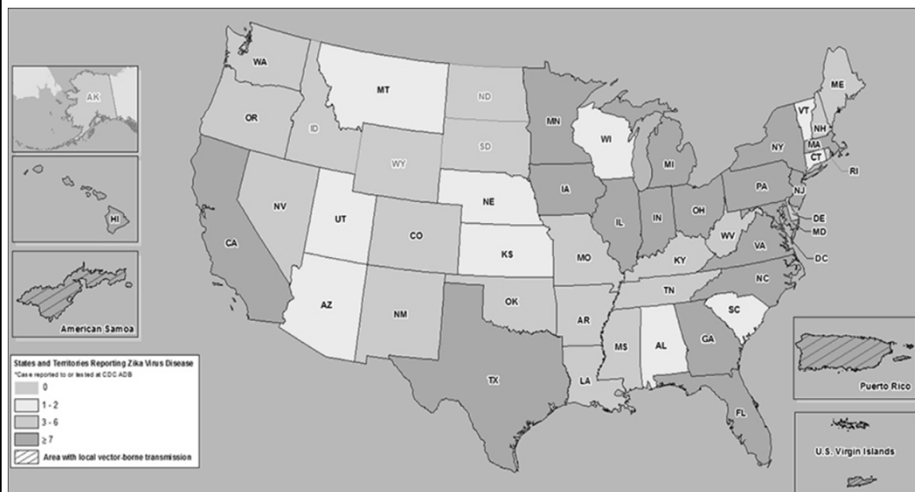 WA
MT
ND
MN
ME
AK
OR
ID
SD
WI
VT
NH
WY
NY
MA
MI
CT
RI
IA
PA
NE
NJ
NV
OH
IL
IN
UT
DE
HI
CO
WV
MD
CA
KS
MO
VA
KY
DC
NC
TN
OK
AZ
NM
AR
SC
MS
AL
GA
American Samoa
States and Territories Reporting Zika Virus Disease
*Case reported to or tested at CDC ADB
0
1 - 2
3 - 6
≥ 7
Area with local vector-borne transmission
TX
LA
FL
Puerto Rico
U.S. Virgin Islands